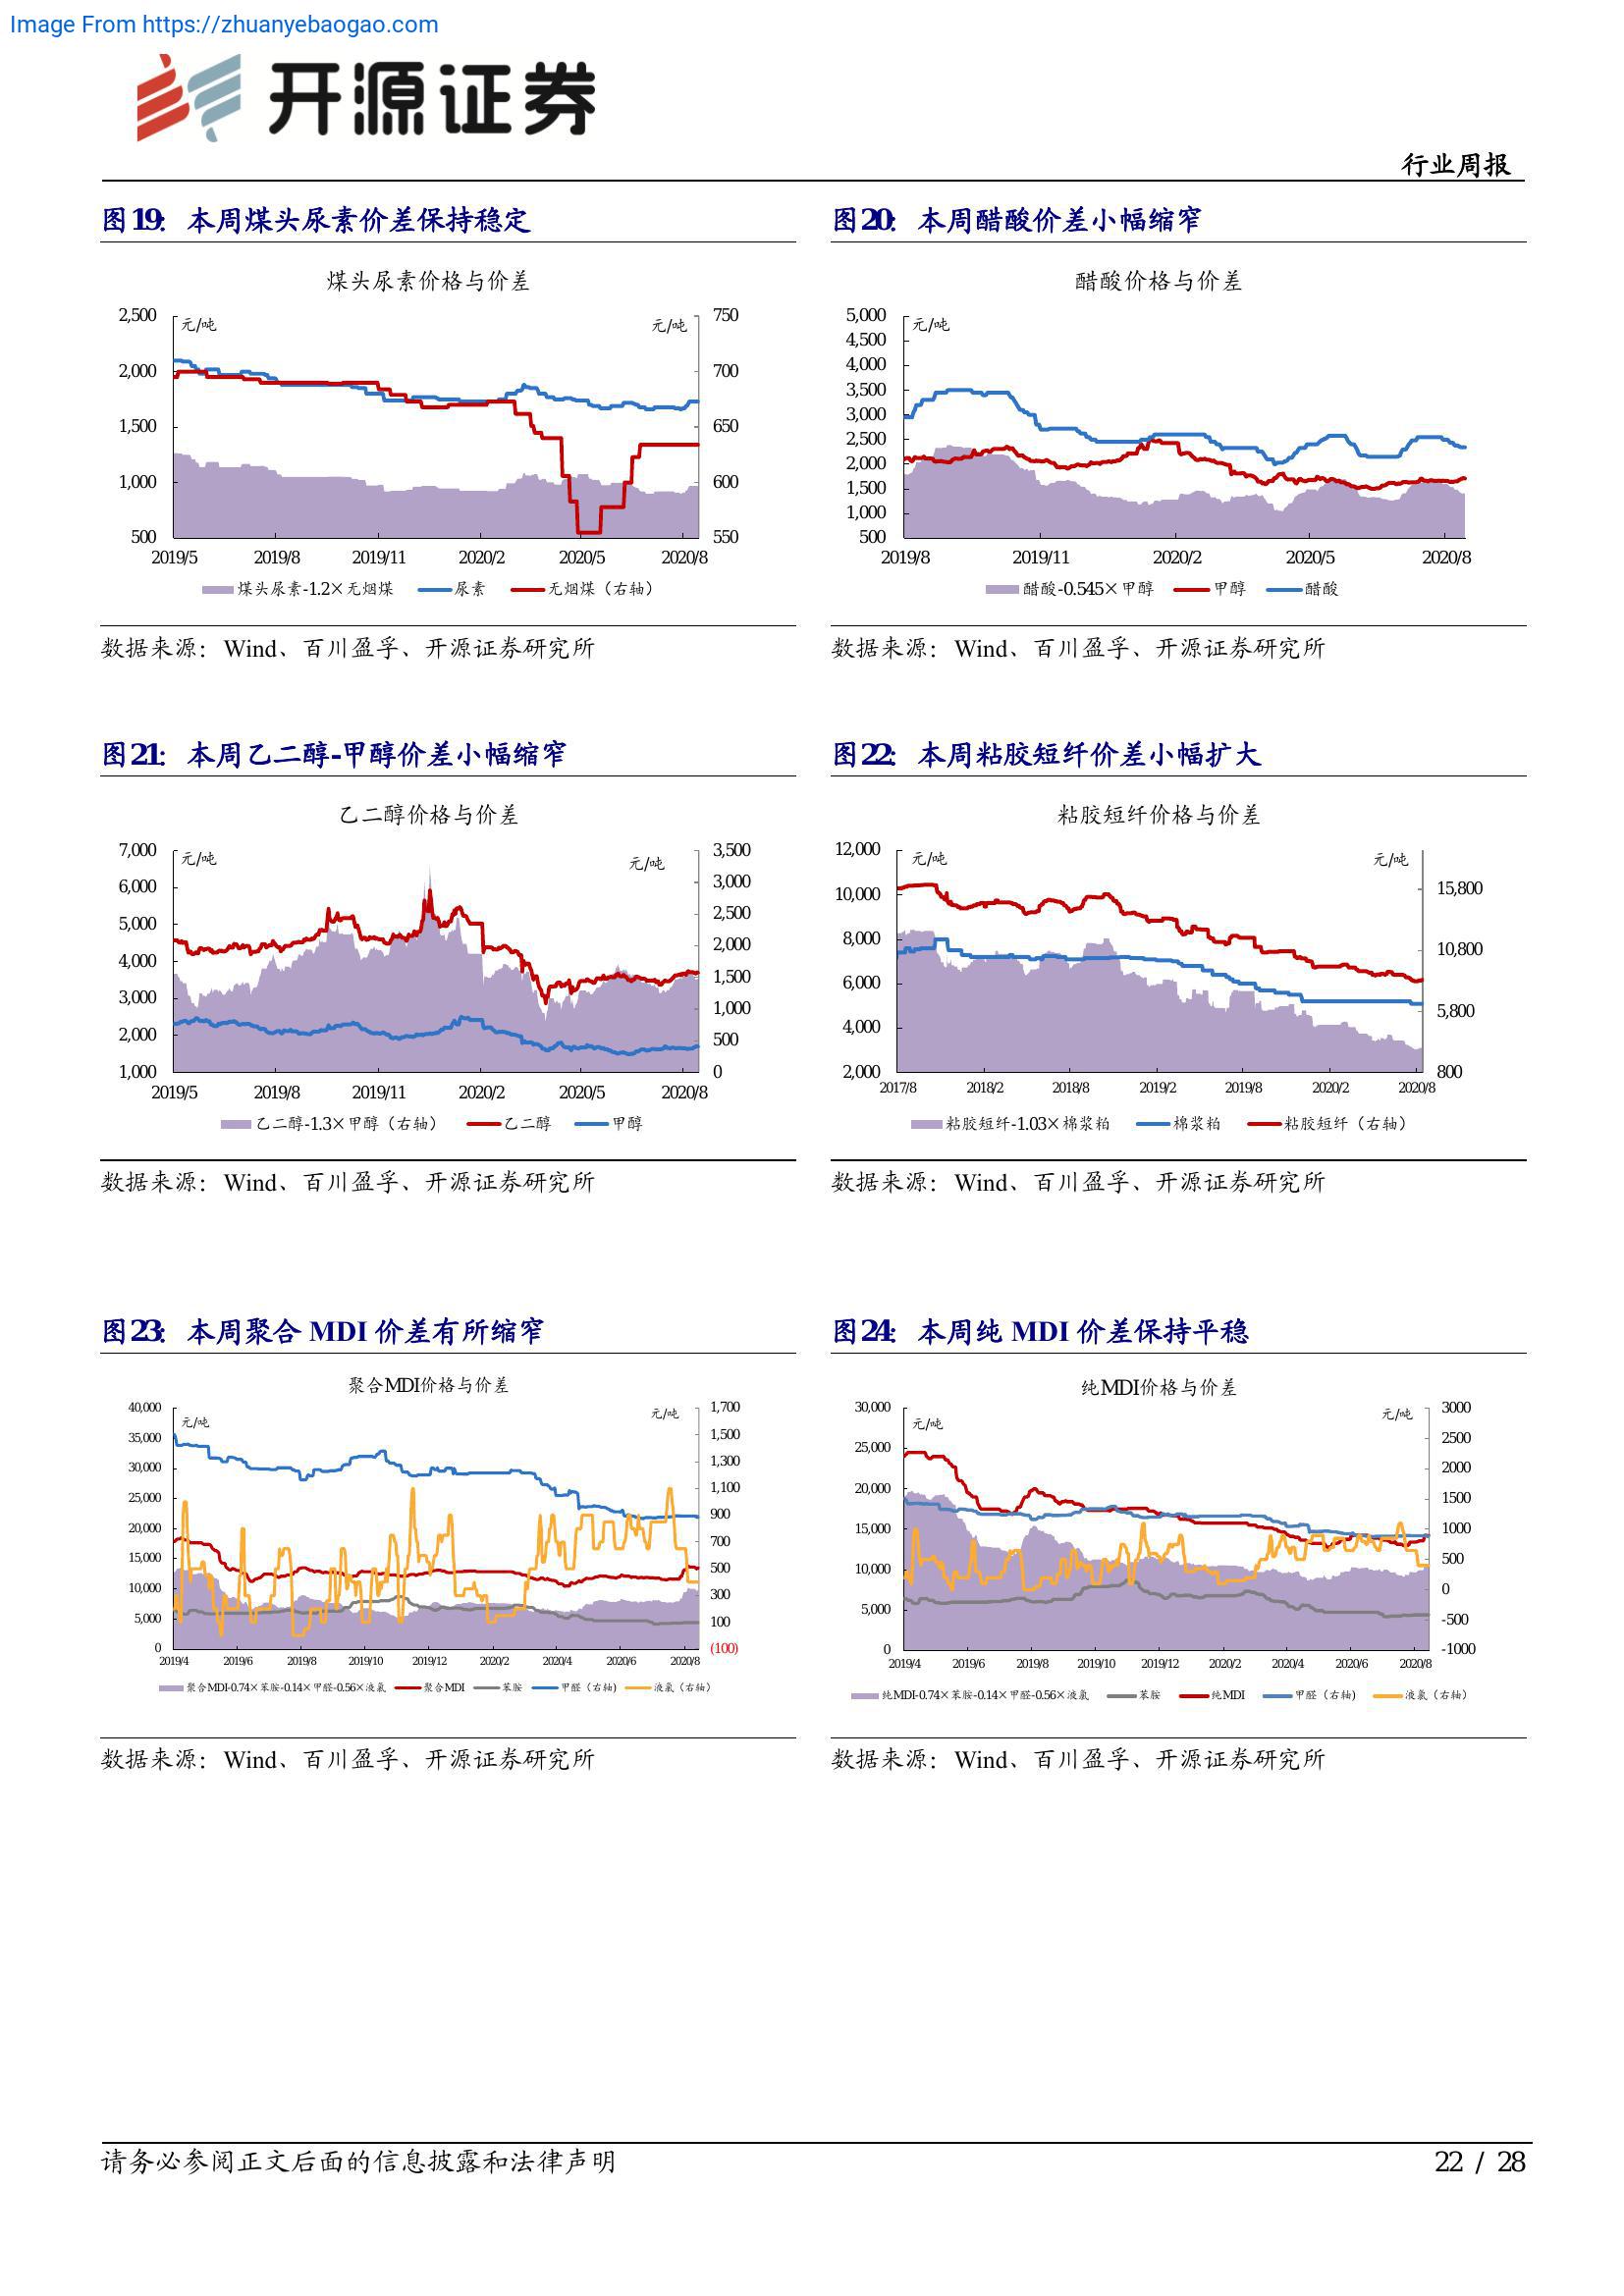 Image From https://zhuanyebaogao.com
开源证券
行业周报
图19： 本周煤头尿素价差保持稳定
煤头尿素价格与价差
元/吨 元/吨
2,500 2,000 1,500 1,000 500
750 700 650 600 550
2019/5 2019/8 2019/11 2020/2 2020/5 2020/8
煤头尿素-1.2×无烟煤 尿素 无烟煤（右轴）
数据来源：Wind、百川盈孚、开源证券研究所
图20： 本周醋酸价差小幅缩窄
醋酸价格与价差
元/吨
5,000 4,500 4,000 3,500 3,000 2,500 2,000 1,500 1,000 500
2019/8 2019/11 2020/2 2020/5 2020/8
醋酸-0.545×甲醇 甲醇 醋酸
数据来源：Wind、百川盈孚、开源证券研究所
图21： 本周乙二醇-甲醇价差小幅缩窄
乙二醇价格与价差
元/吨 元/吨
7,000 6,000 5,000 4,000 3,000 2,000 1,000
3,500 3,000 2,500 2,000 1,500 1,000 500 0
2019/5 2019/8 2019/11 2020/2 2020/5 2020/8
乙二醇-1.3×甲醇（右轴） 乙二醇 甲醇
数据来源：Wind、百川盈孚、开源证券研究所
图22： 本周粘胶短纤价差小幅扩大
粘胶短纤价格与价差
元/吨 元/吨
12,000 10,000 8,000 6,000 4,000 2,000
15,800 10,800 5,800 800
2017/8 2018/2 2018/8 2019/2 2019/8 2020/2 2020/8
粘胶短纤-1.03×棉浆粕 棉浆粕 粘胶短纤（右轴）
数据来源：Wind、百川盈孚、开源证券研究所
图23： 本周聚合 MDI 价差有所缩窄
聚合MDI价格与价差
元/吨 元/吨
40,000 35,000 30,000 25,000 20,000 15,000 10,000 5,000 0
1,700 1,500 1,300 1,100 900 700 500 300 100 (100)
2019/4 2019/6 2019/8 2019/10 2019/12 2020/2 2020/4 2020/6 2020/8
聚合MDI-0.74×苯胺-0.14×甲醛-0.56×液氯 聚合MDI 苯胺 甲醛（右轴） 液氯（右轴）
数据来源：Wind、百川盈孚、开源证券研究所
图24： 本周纯 MDI 价差保持平稳
纯MDI价格与价差
元/吨 元/吨
30,000 25,000 20,000 15,000 10,000 5,000 0
3000 2500 2000 1500 1000 500 0 -500 -1000
2019/4 2019/6 2019/8 2019/10 2019/12 2020/2 2020/4 2020/6 2020/8
纯MDI-0.74×苯胺-0.14×甲醛-0.56×液氯 苯胺 纯MDI 甲醛（右轴） 液氯（右轴）
数据来源：Wind、百川盈孚、开源证券研究所
请务必参阅正文后面的信息披露和法律声明
22 / 28